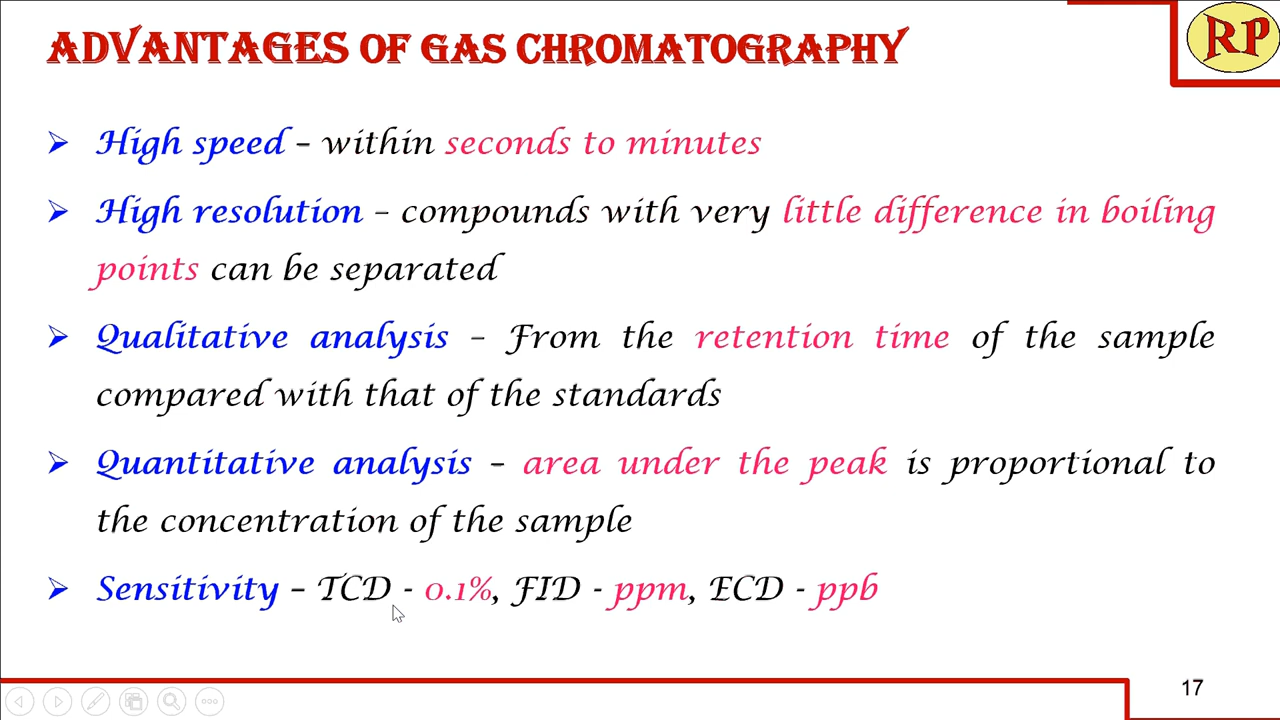 ADVANTAGES OF GAS CHROMATOGRAPHY
RP
➢ High speed – within seconds to minutes
➢ High resolution – compounds with very little difference in boiling
points can be separated
➢ Qualitative analysis – From the retention time of the sample
compared with that of the standards
➢ Quantitative analysis – area under the peak is proportional to
the concentration of the sample
➢ Sensitivity – TCD - 0.1%, FID - ppm, ECD - ppb
17